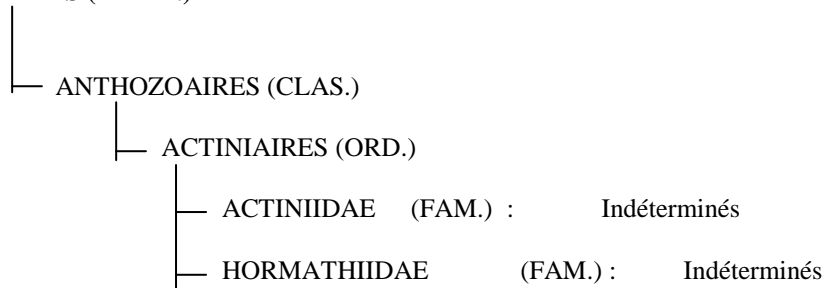 ANTHOZOAIRES (CLAS.)
ACTINIAIRES (ORD.)
ACTINIIDAE (FAM.) : Indéterminés
HORMATHIIDAE (FAM.) : Indéterminés